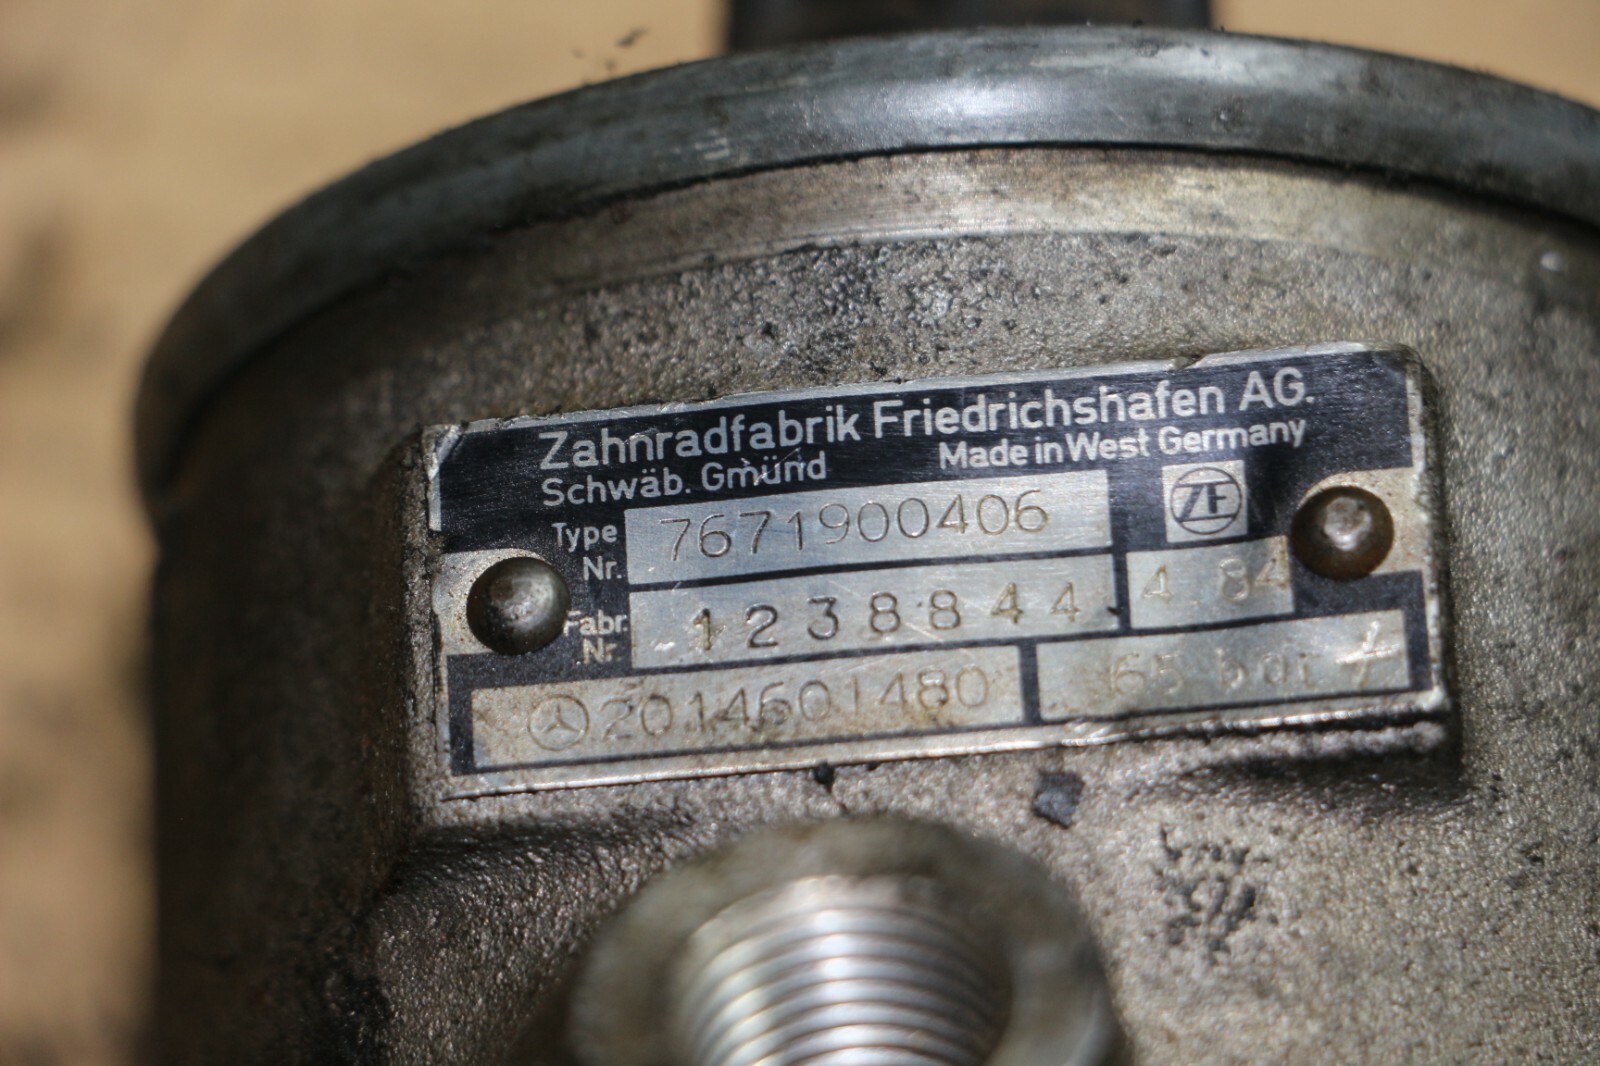 Zahnradfabrik Friedrichshafen AG.
Schwäb. Gmünd Made in West Germany
Type Nr. 7671900406 ZF
Fabr. Nr. 1238844 4 84
2014601480 65 bar